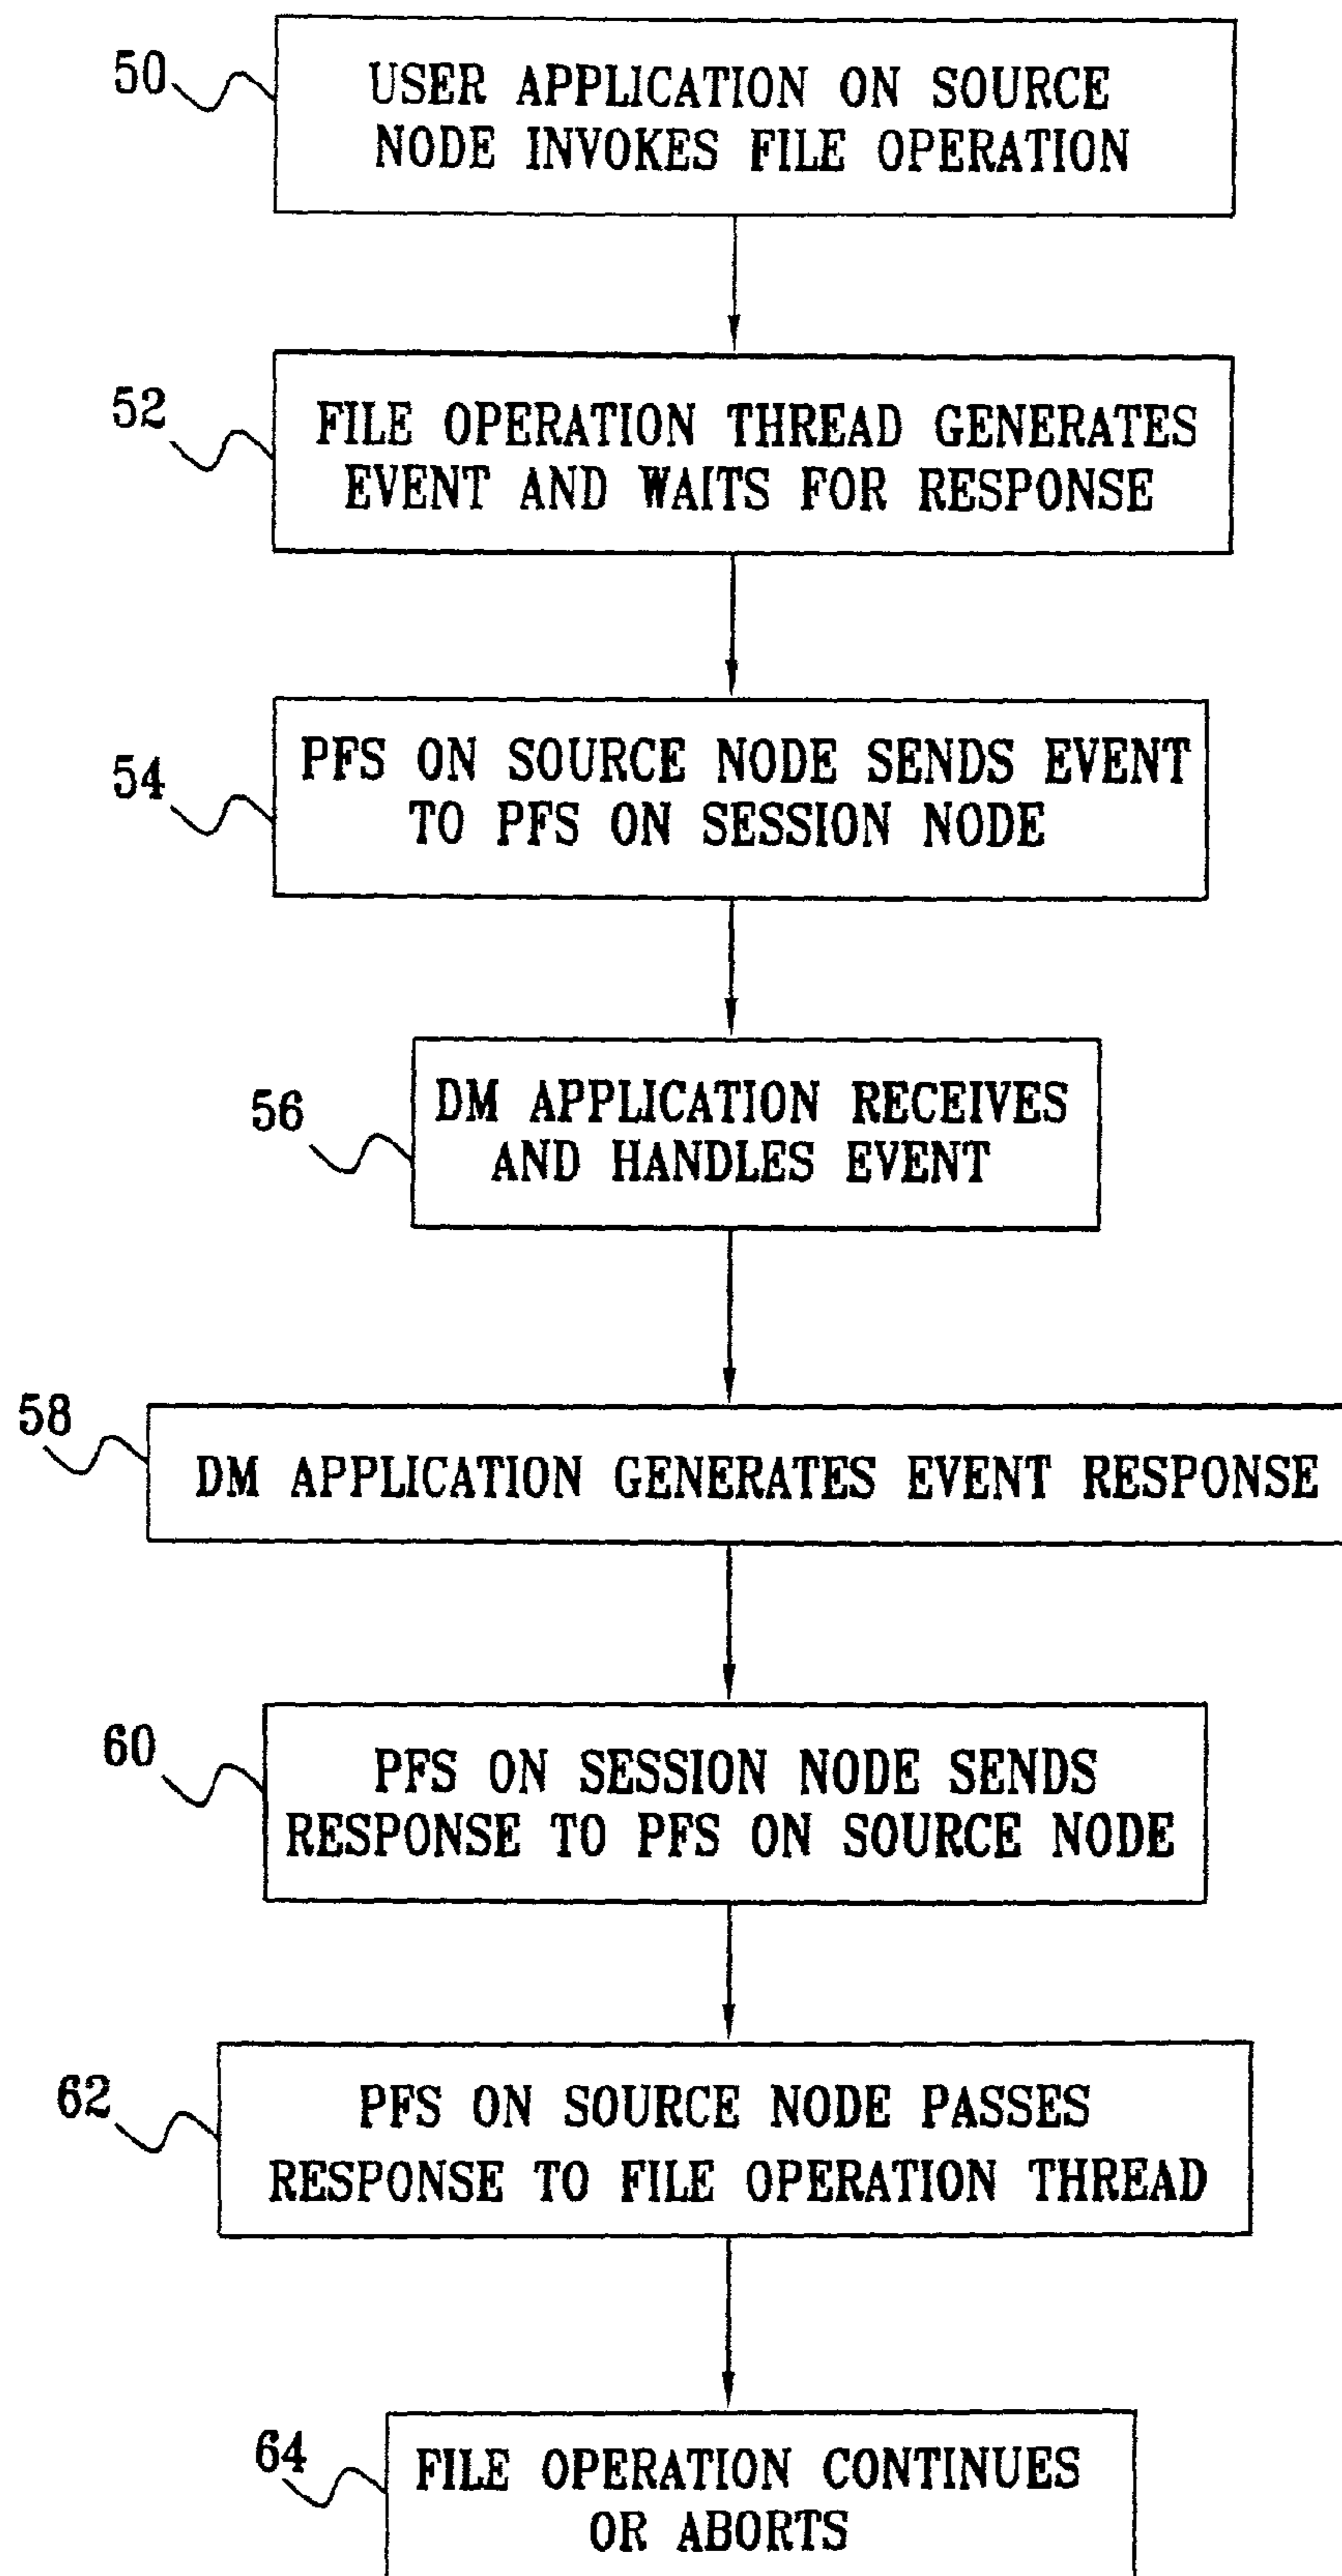 50
USER APPLICATION ON SOURCE
NODE INVOKES FILE OPERATION
52
FILE OPERATION THREAD GENERATES
EVENT AND WAITS FOR RESPONSE
54
PFS ON SOURCE NODE SENDS EVENT
TO PFS ON SESSION NODE
56
DM APPLICATION RECEIVES
AND HANDLES EVENT
58
DM APPLICATION GENERATES EVENT RESPONSE
60
PFS ON SESSION NODE SENDS
RESPONSE TO PFS ON SOURCE NODE
62
PFS ON SOURCE NODE PASSES
RESPONSE TO FILE OPERATION THREAD
64
FILE OPERATION CONTINUES
OR ABORTS